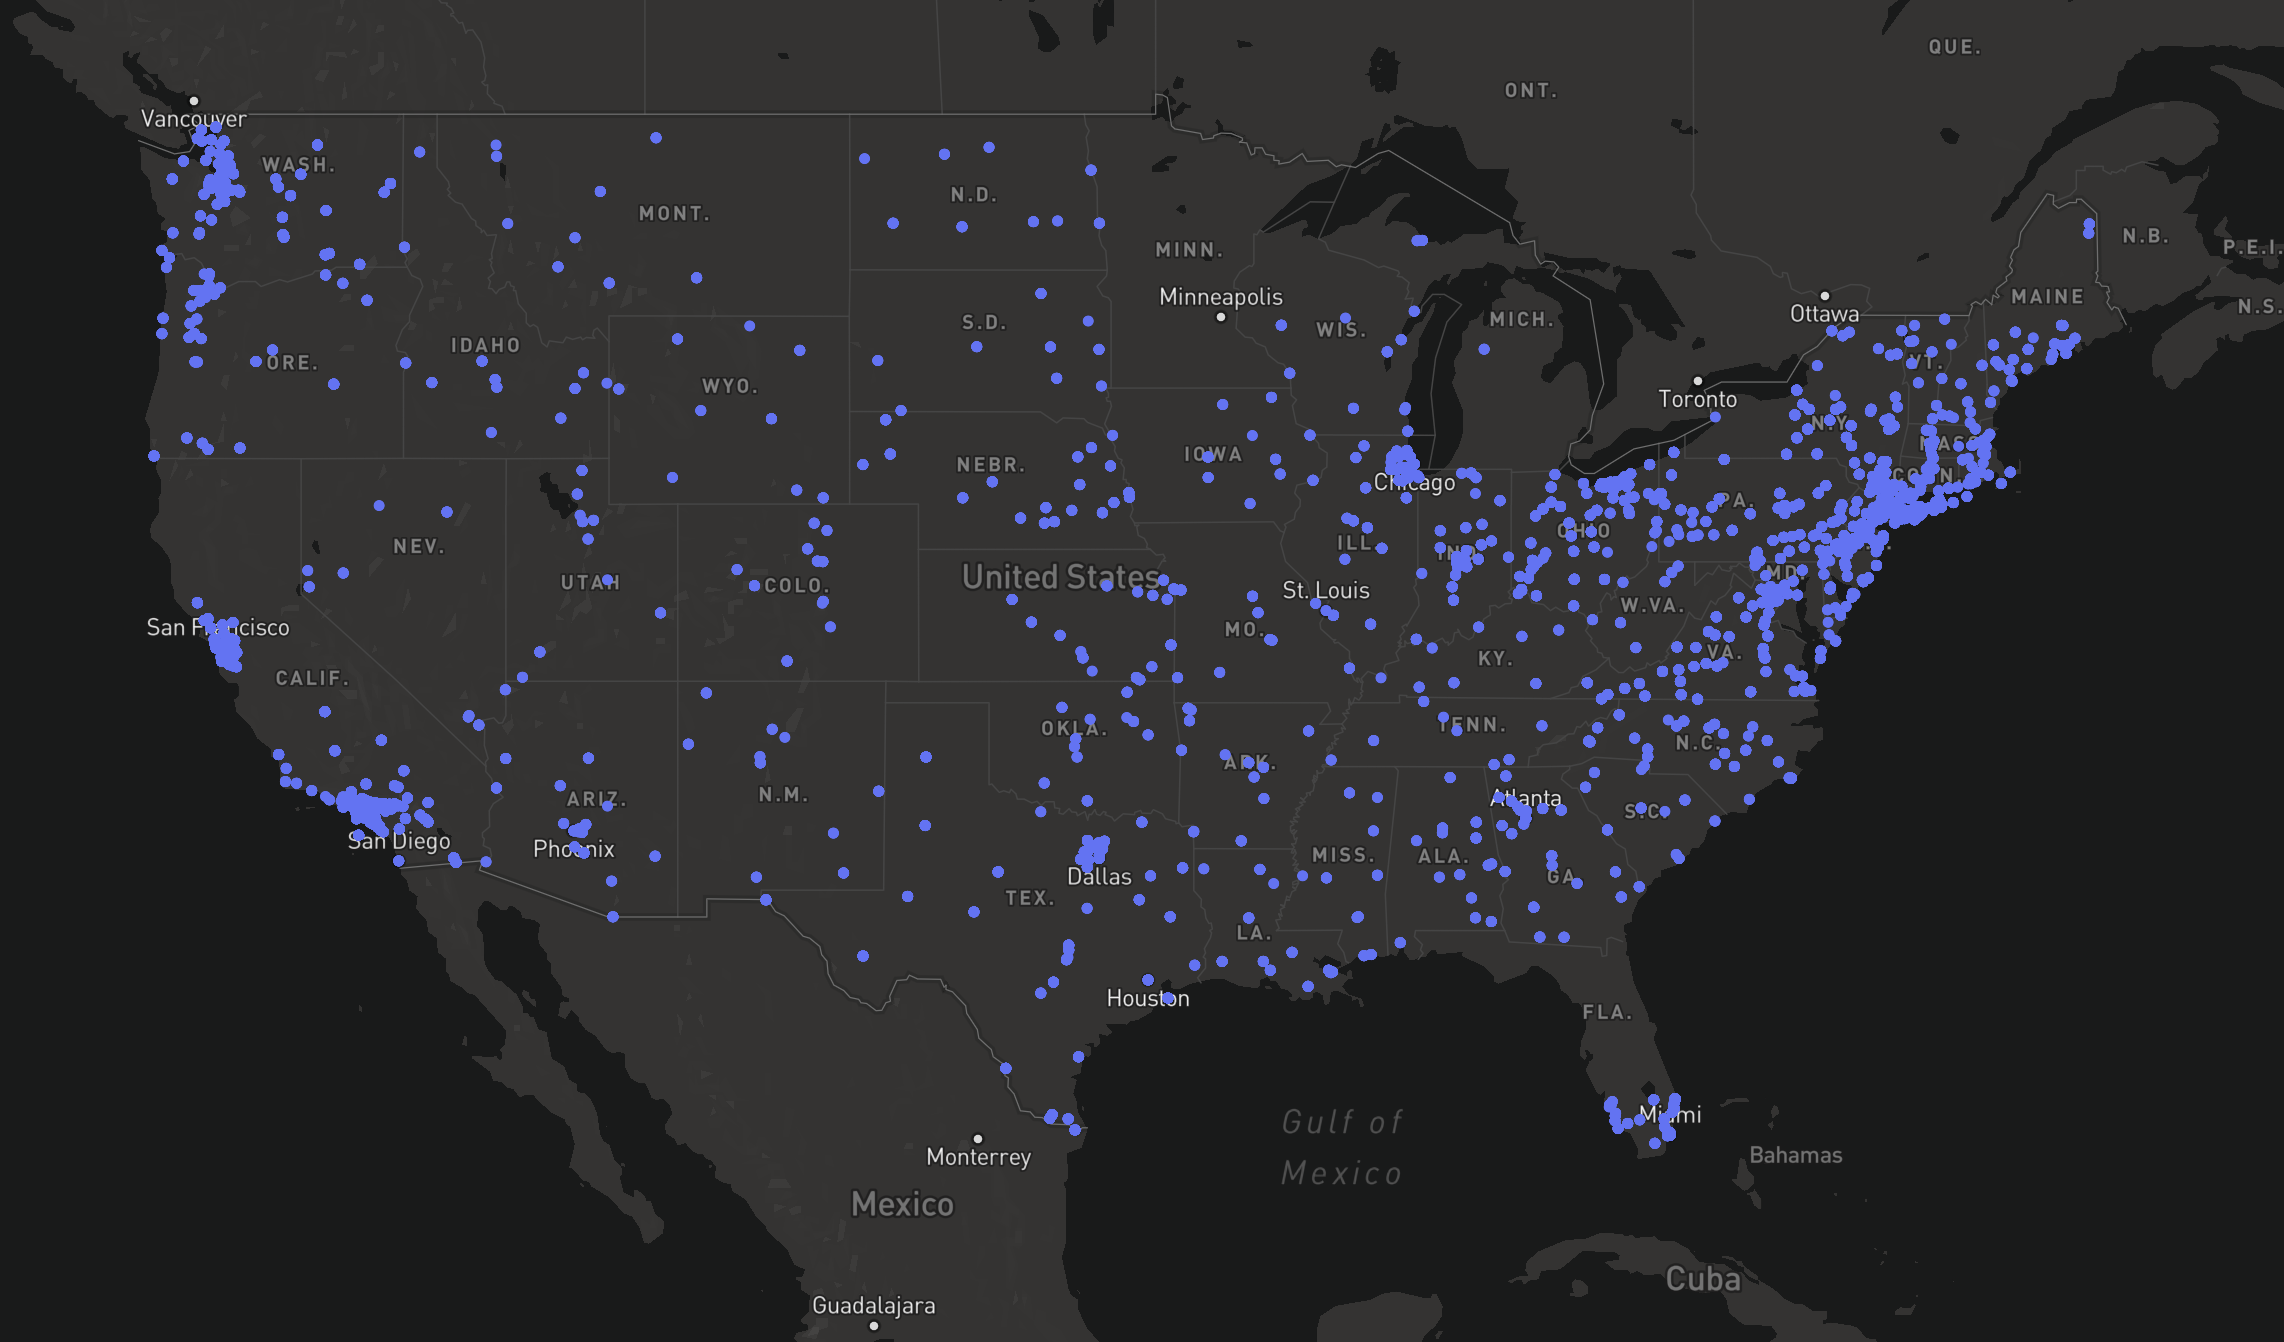 QUE.
ONT.
Vancouver
WASH.
N.D.
MONT.
N.B.
P.E.I.
MINN.
Minneapolis
MAINE
N.S.
Ottawa
S.D.
WIS.
MICH.
IDAHO
ORE.
VT.
WYO.
Toronto
N.Y.
MASS.
IOWA
NEBR.
CONN.
Chicago
PA.
OHIO
NEV.
ILL.
IND.
United States
MD.
UTAH
COLO.
St. Louis
W.VA.
San Francisco
MO.
VA.
KY.
CALIF.
OKLA.
TENN.
N.C.
ARK.
ARIZ.
N.M.
Atlanta
S.C.
San Diego
Phoenix
MISS.
ALA.
Dallas
GA.
TEX.
LA.
Houston
FLA.
Gulf of
Mexico
Miami
Monterrey
Bahamas
Mexico
Cuba
Guadalajara